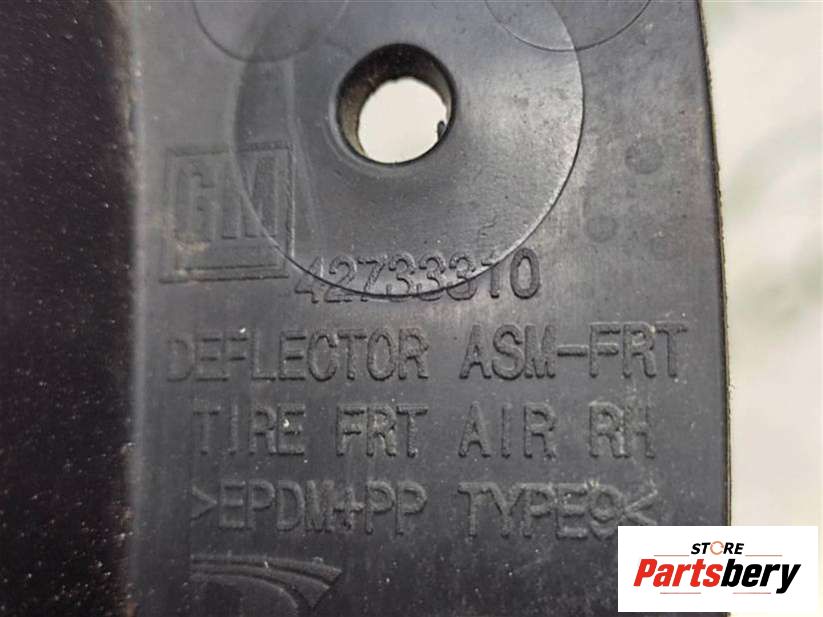 GM
42733310
DEFLECTOR ASM-FRT
TIRE FRT AIR RH
>EPDM+PP TYPE9<
STORE
Partsbery